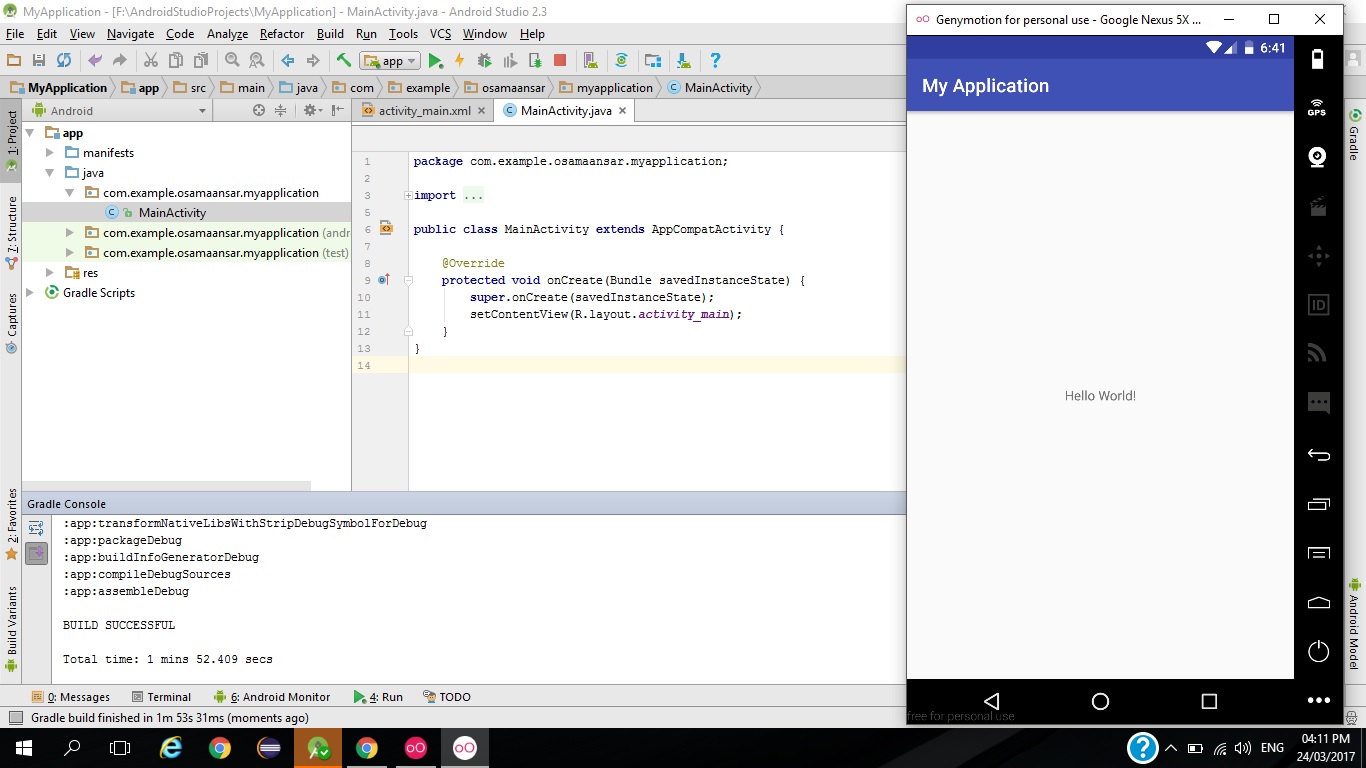 MyApplication - [F:\AndroidStudioProjects\MyApplication] - MainActivity.java - Android Studio 2.3
File Edit View Navigate Code Analyze Refactor Build Run Tools VCS Window Help
app
MyApplication app src main java com example osamaansar myapplication MainActivity
Android
activity_main.xml
MainActivity.java
1: Project
7: Structure
Captures
2: Favorites
Build Variants
app
manifests
java
com.example.osamaansar.myapplication
MainActivity
com.example.osamaansar.myapplication (andr
com.example.osamaansar.myapplication (test)
res
Gradle Scripts
1 package com.example.osamaansar.myapplication;
2
3 import ...
5
6 public class MainActivity extends AppCompatActivity {
7
8 @Override
9 protected void onCreate(Bundle savedInstanceState) {
10 super.onCreate(savedInstanceState);
11 setContentView(R.layout.activity_main);
12 }
13 }
14
Gradle Console
:app:transformNativeLibsWithStripDebugSymbolForDebug
:app:packageDebug
:app:buildInfoGeneratorDebug
:app:compileDebugSources
:app:assembleDebug
BUILD SUCCESSFUL
Total time: 1 mins 52.409 secs
0: Messages Terminal 6: Android Monitor 4: Run TODO
Gradle build finished in 1m 53s 31ms (moments ago)
Genymotion for personal use - Google Nexus 5X ...
6:41
My Application
Hello World!
free for personal use
GPS
ID
Gradle
Android Model
ENG
04:11 PM
24/03/2017